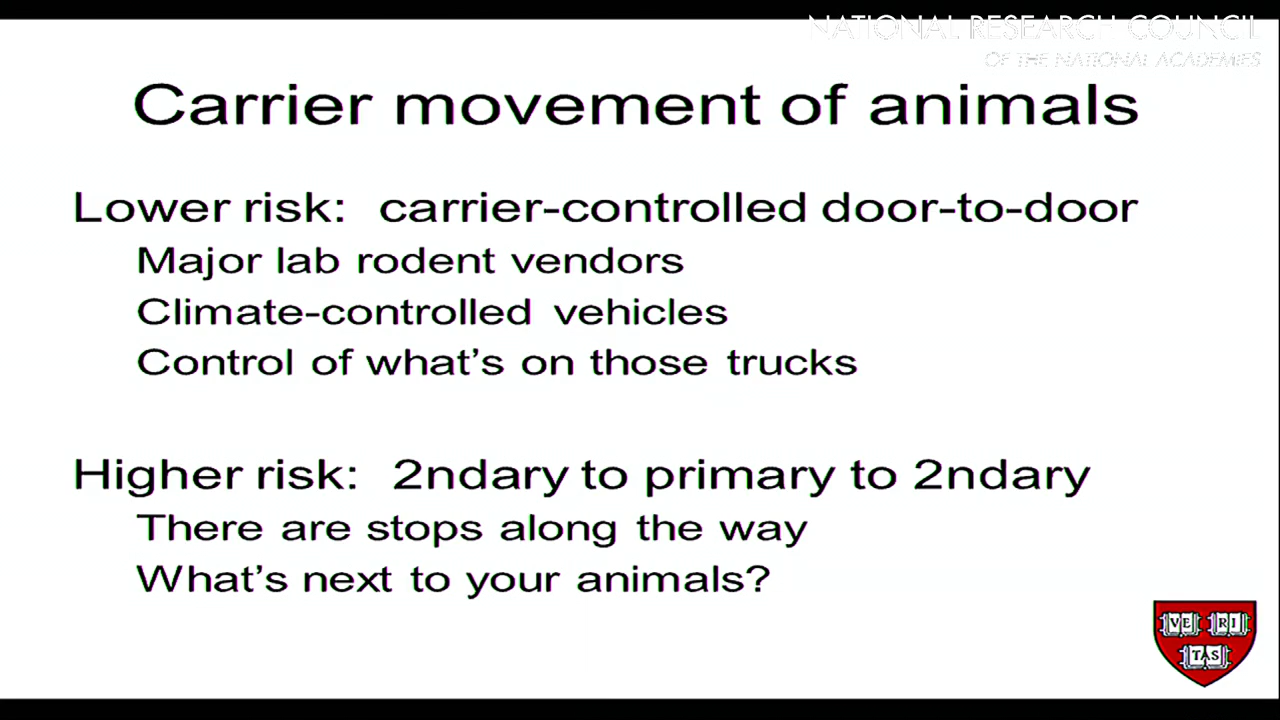 NATIONAL RESEARCH COUNCIL
OF THE NATIONAL ACADEMIES
Carrier movement of animals
Lower risk:  carrier-controlled door-to-door
Major lab rodent vendors
Climate-controlled vehicles
Control of what’s on those trucks
Higher risk:  2ndary to primary to 2ndary
There are stops along the way
What’s next to your animals?
VE RI
TAS